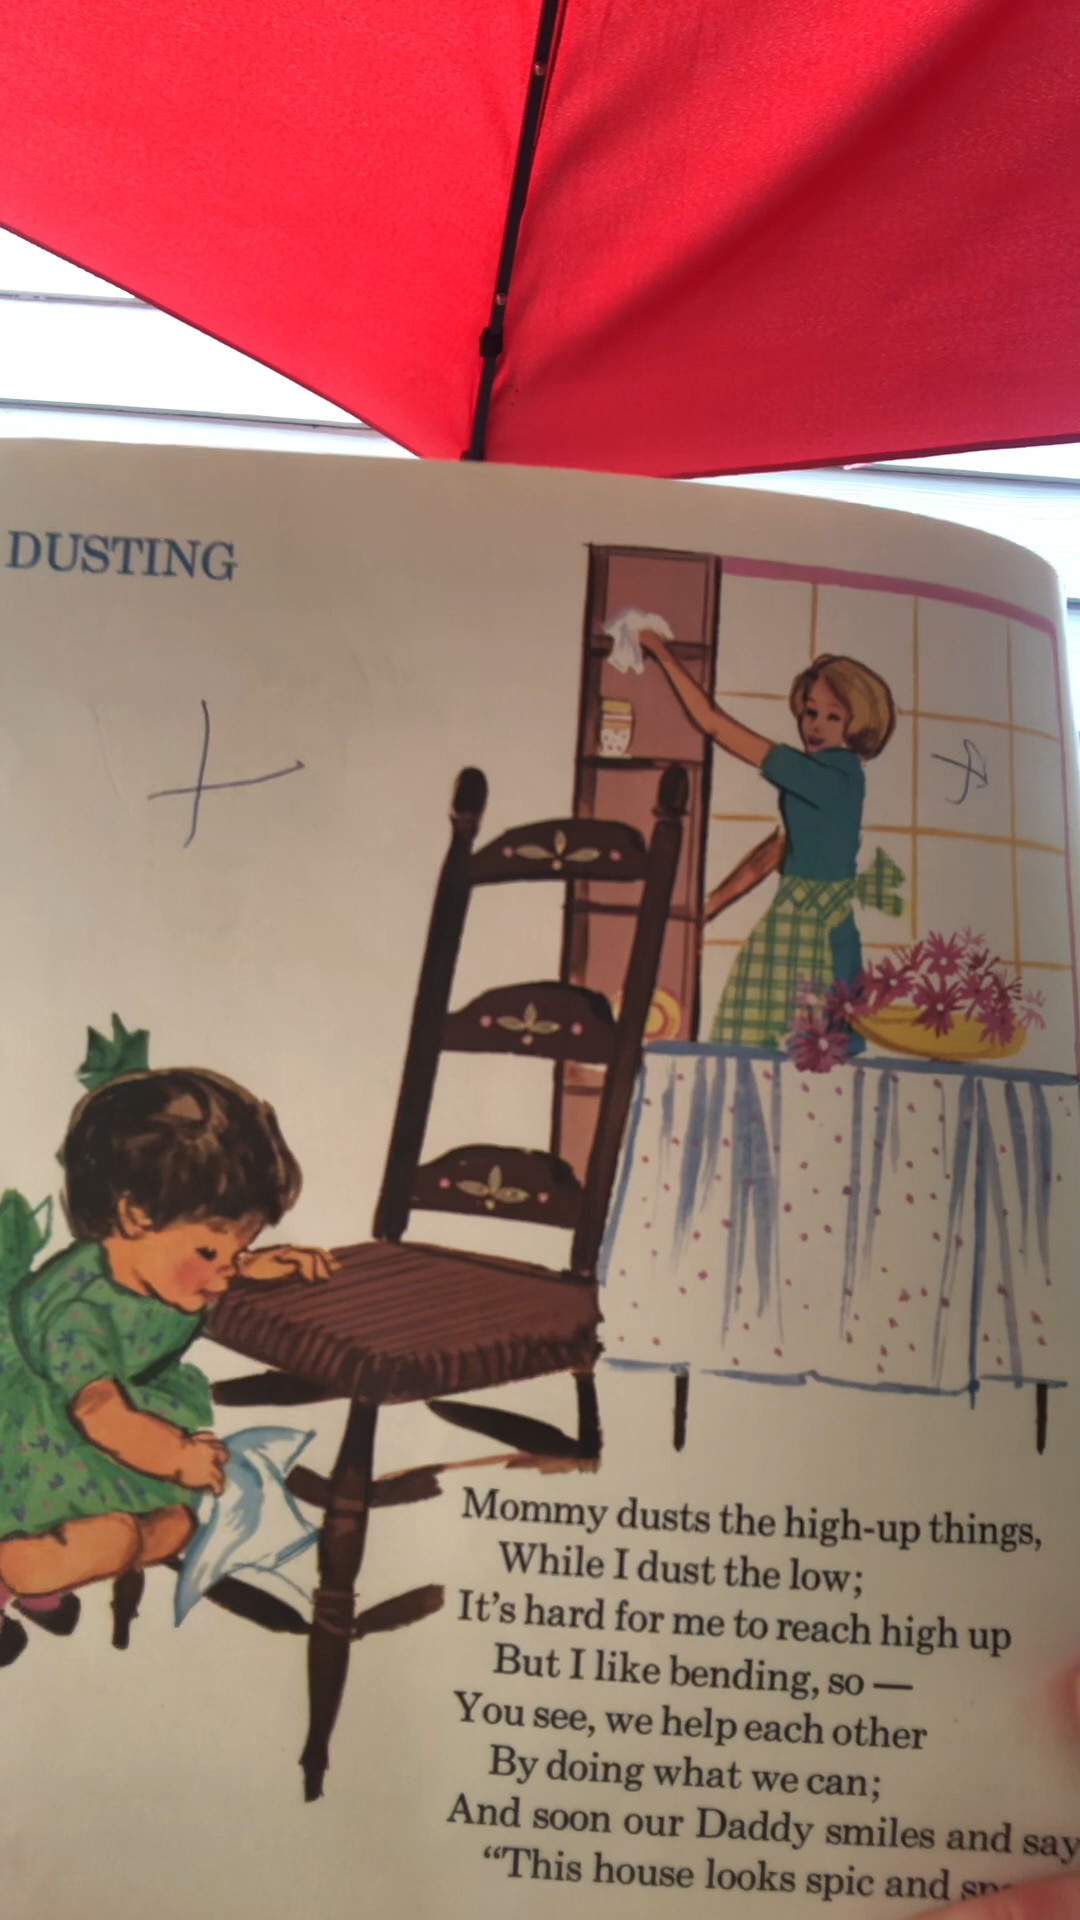 DUSTING
Mommy dusts the high-up things,
While I dust the low;
It's hard for me to reach high up
But I like bending, so —
You see, we help each other
By doing what we can;
And soon our Daddy smiles and say
“This house looks spic and